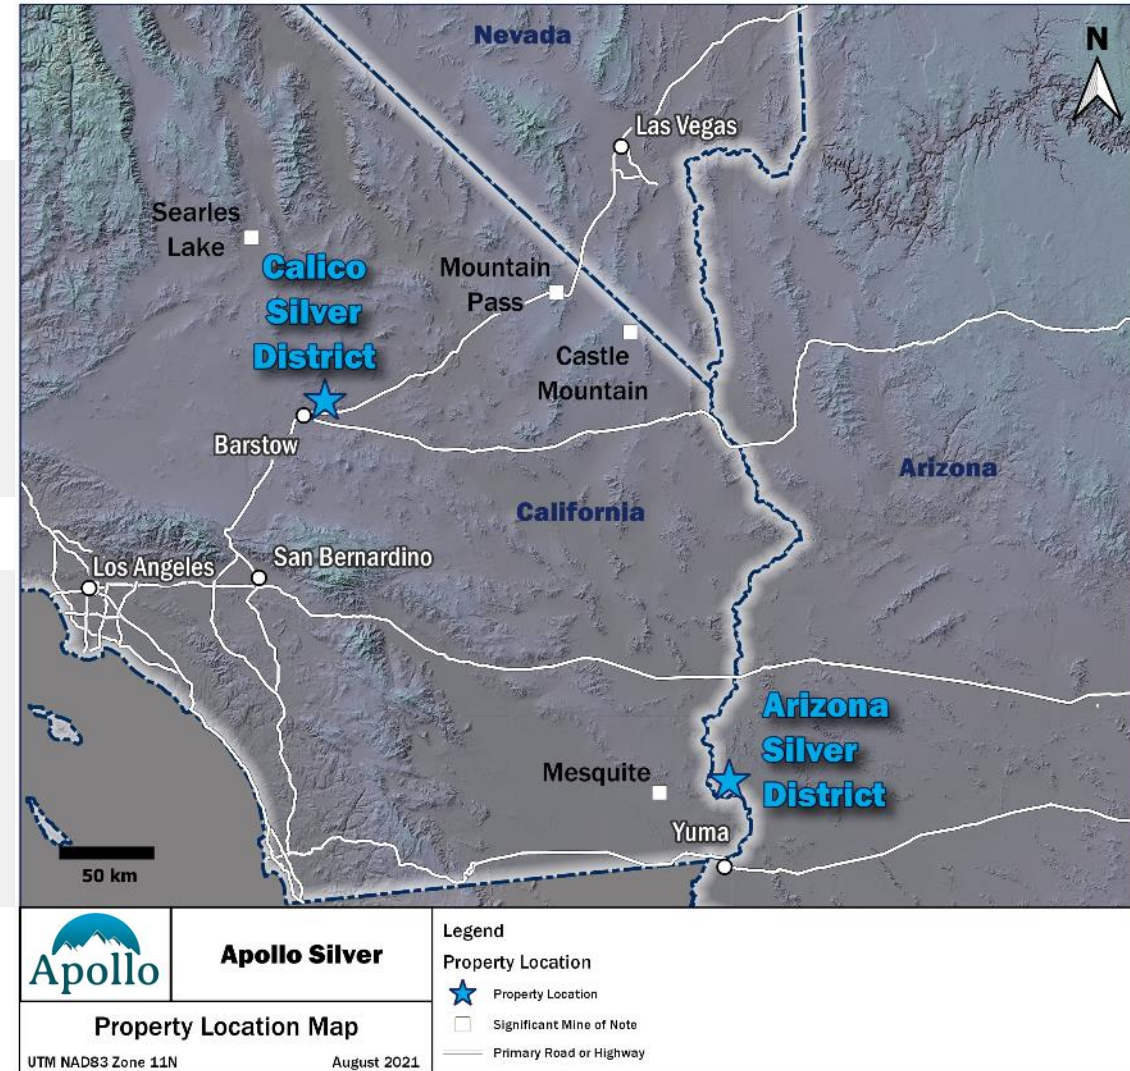 Nevada
N
Las Vegas
Searles
Lake
Calico
Silver
District
Mountain
Pass
Castle
Mountain
Barstow
Arizona
California
San Bernardino
Los Angeles
Arizona
Silver
District
Mesquite
Yuma
50 km
Apollo
Apollo Silver
Property Location Map
UTM NAD83 Zone 11N
August 2021
Legend
Property Location
Property Location
Significant Mine of Note
Primary Road or Highway